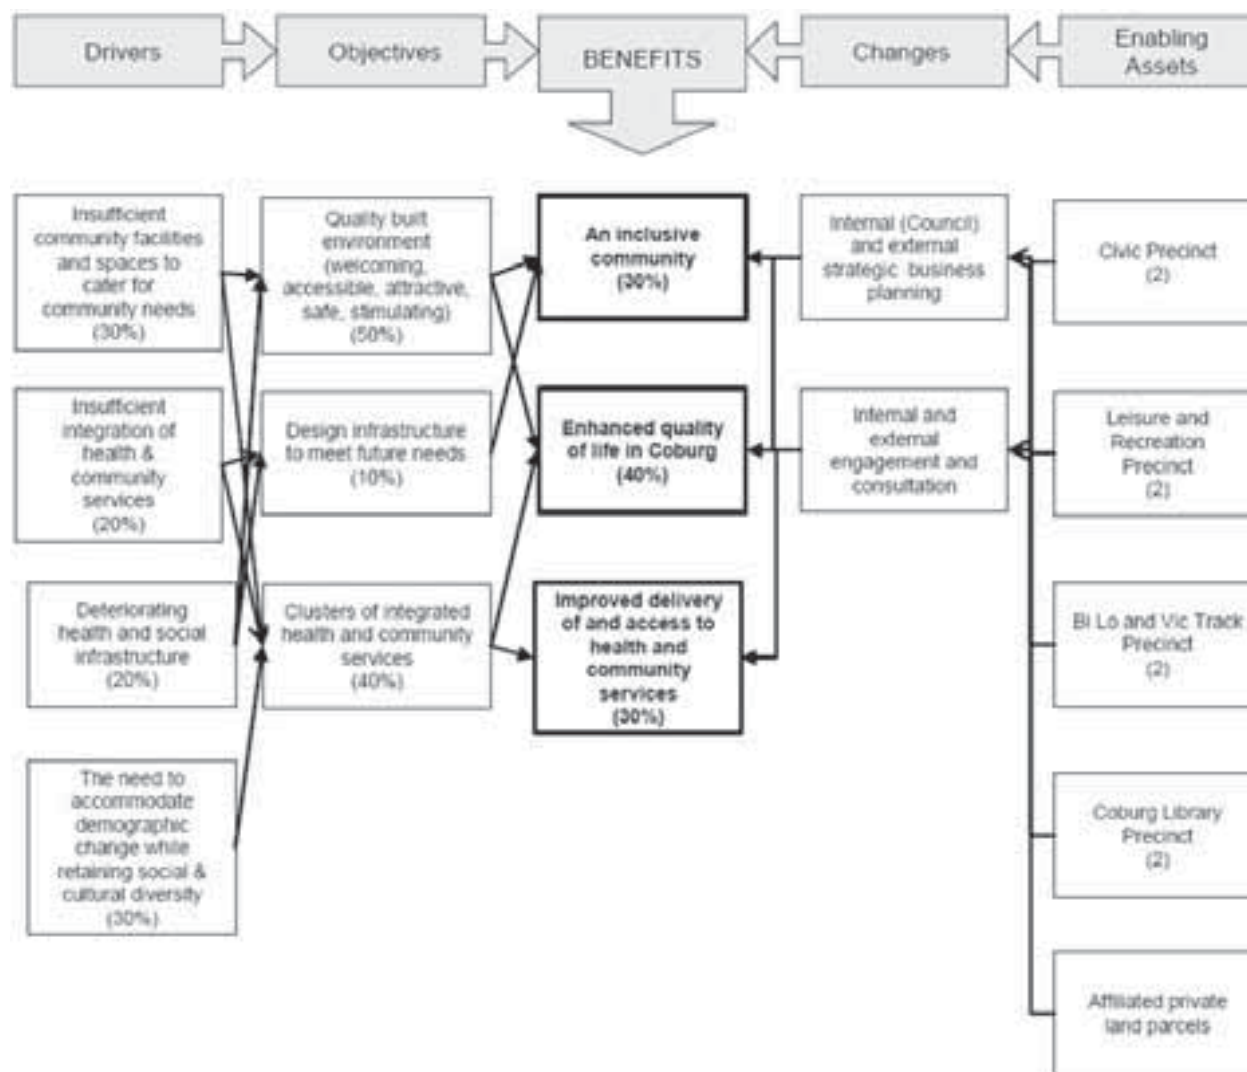 Drivers
Objectives
BENEFITS
Changes
Enabling
Assets
Insufficient
community facilities
and spaces to
cater for
community needs
(30%)
Insufficient
integration of
health &
community
services
(20%)
Deteriorating
health and social
infrastructure
(20%)
The need to
accommodate
demographic
change while
retaining social &
cultural diversity
(30%)
Quality built
environment
(welcoming,
accessible, attractive,
safe, stimulating)
(50%)
Design infrastructure
to meet future needs
(10%)
Clusters of integrated
health and community
services
(40%)
An inclusive
community
(30%)
Enhanced quality
of life in Coburg
(40%)
Improved delivery
of and access to
health and
community
services
(30%)
Internal (Council)
and external
strategic business
planning
Internal and
external
engagement and
consultation
Civic Precinct
(2)
Leisure and
Recreation
Precinct
(2)
Bi Lo and Vic Track
Precinct
(2)
Coburg Library
Precinct
(2)
Affiliated private
land parcels